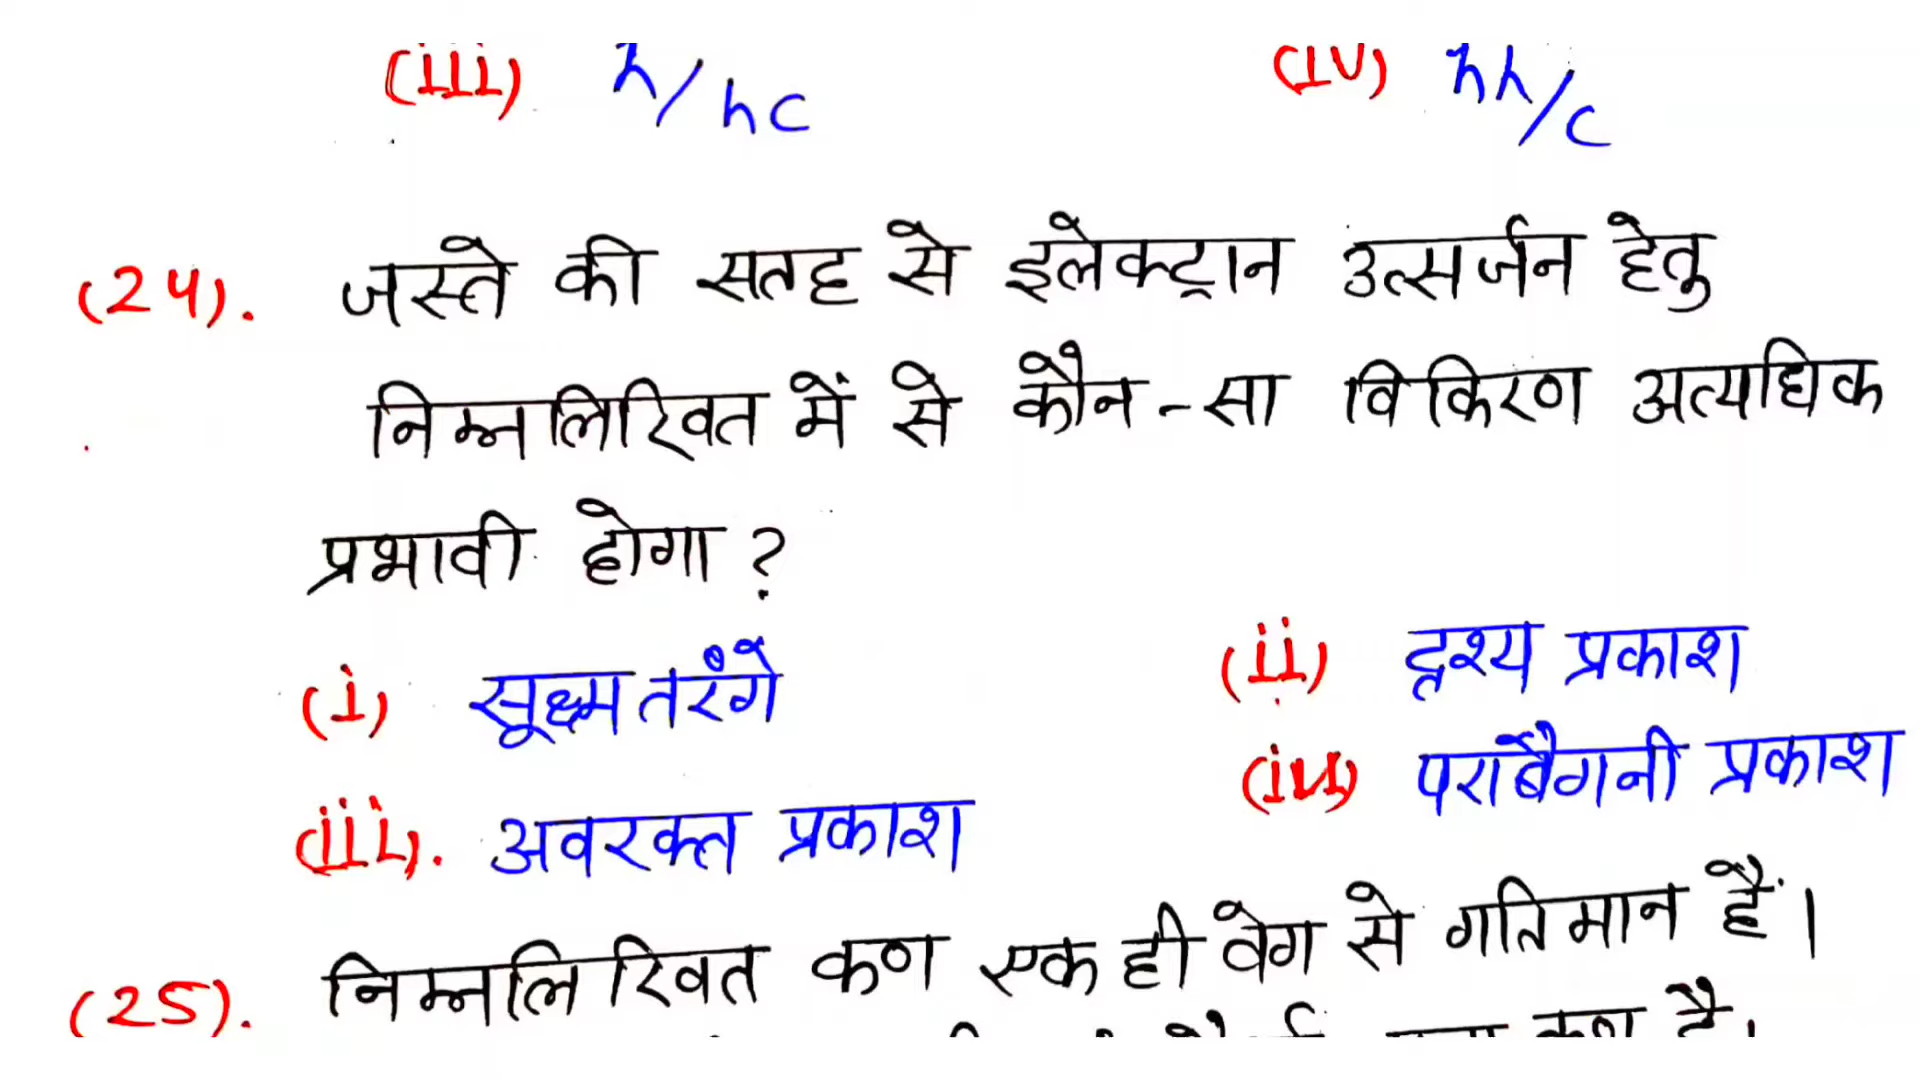 (iii) h/hc (iv) hh/c
(24). जस्ते की सतह से इलेक्ट्रान उत्सर्जन हेतु
निम्नलिखित में से कौन-सा विकिरण अत्यधिक
प्रभावी होगा ?
(i) सूक्ष्म तरंगे (ii) दृश्य प्रकाश
(iii). अवरक्त प्रकाश (iv) पराबैगनी प्रकाश
(25). निम्नलिखित कण एक ही वेग से गतिमान हैं।